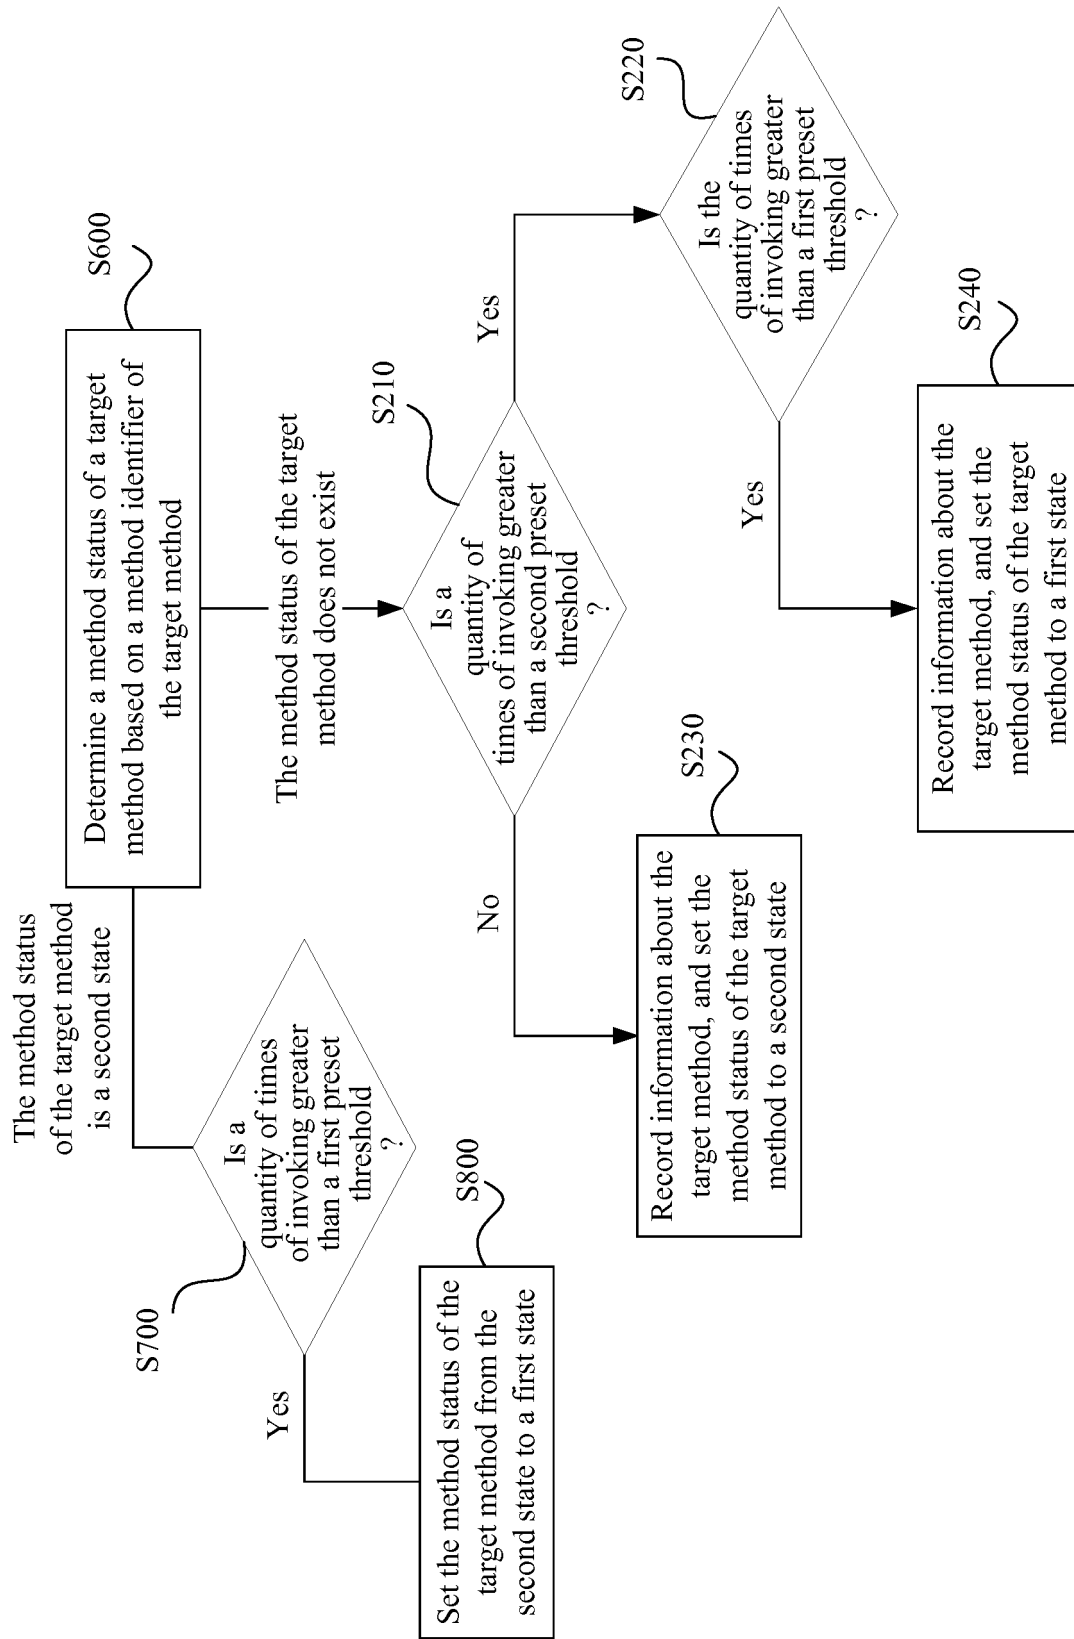 S600
Determine a method status of a target
method based on a method identifier of
the target method
The method status
of the target method
is a second state
The method status of the target
method does not exist
S700
Is a
quantity of times
of invoking greater
than a first preset
threshold
?
Yes
S800
Set the method status of the
target method from the
second state to a first state
S210
Is a
quantity of
times of invoking greater
than a second preset
threshold
?
No
Yes
S230
Record information about the
target method, and set the
method status of the target
method to a second state
S220
Is the
quantity of times
of invoking greater
than a first preset
threshold
?
Yes
S240
Record information about the
target method, and set the
method status of the target
method to a first state